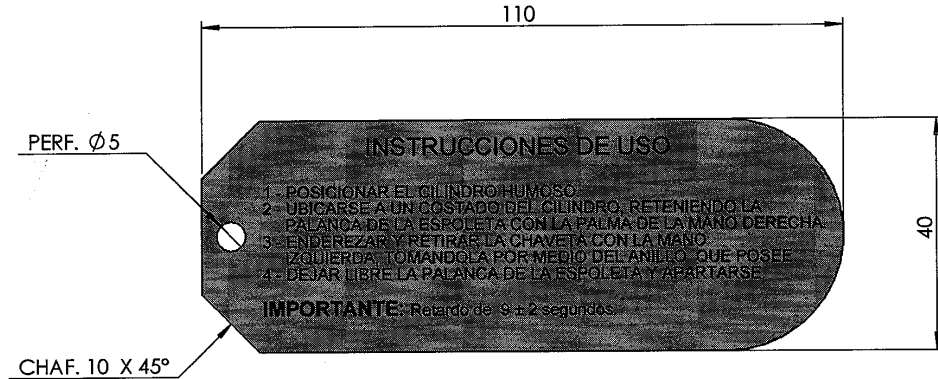 110
PERF. Ø5
INSTRUCCIONES DE USO
1 - POSICIONAR EL CILINDRO HUMOSO
2 - UBICARSE A UN COSTADO DEL CILINDRO, RETENIENDO LA
PALANCA DE LA ESPOLETA CON LA PALMA DE LA MANO DERECHA.
3 - ENDEREZAR Y RETIRAR LA CHAVETA CON LA MANO
IZQUIERDA, TOMANDOLA POR MEDIO DEL ANILLO QUE POSEE
4 - DEJAR LIBRE LA PALANCA DE LA ESPOLETA Y APARTARSE
IMPORTANTE: Retardo de 9 ± 2 segundos.
40
CHAF. 10 X 45°